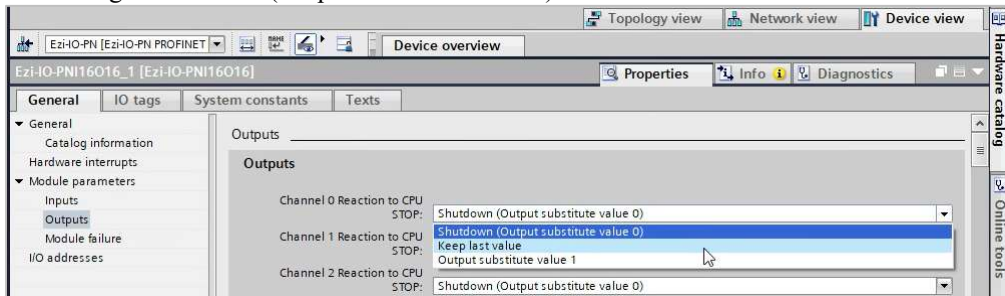 Topology view
Network view
Device view
Ezi-IO-PN [Ezi-IO-PN PROFINET
Device overview
Ezi-IO-PNI16O16_1 [Ezi-IO-PNI16O16]
Properties
Info
Diagnostics
General
IO tags
System constants
Texts
General
Catalog information
Hardware interrupts
Module parameters
Inputs
Outputs
Module failure
I/O addresses
Outputs
Outputs
Channel 0 Reaction to CPU
STOP:
Shutdown (Output substitute value 0)
Shutdown (Output substitute value 0)
Keep last value
Output substitute value 1
Channel 1 Reaction to CPU
STOP:
Channel 2 Reaction to CPU
STOP:
Shutdown (Output substitute value 0)
Hardware catalog
Online tools